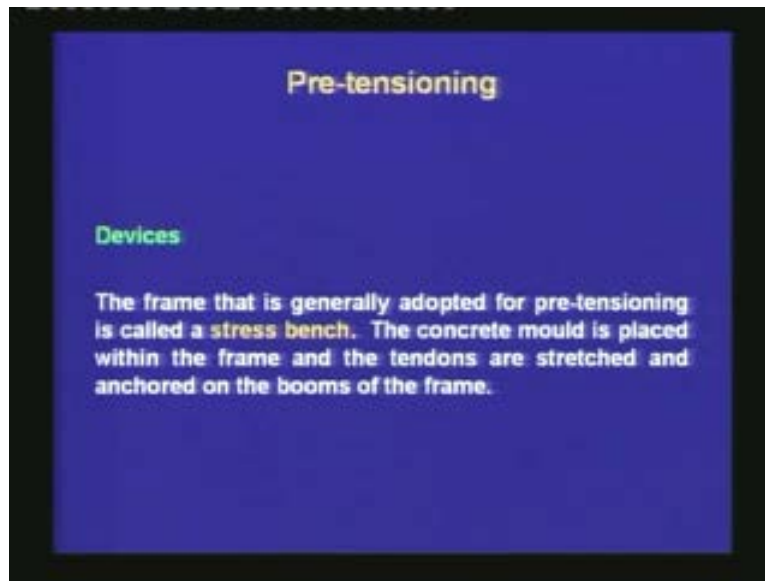 Pre-tensioning
Devices
The frame that is generally adopted for pre-tensioning
is called a stress bench. The concrete mould is placed
within the frame and the tendons are stretched and
anchored on the booms of the frame.